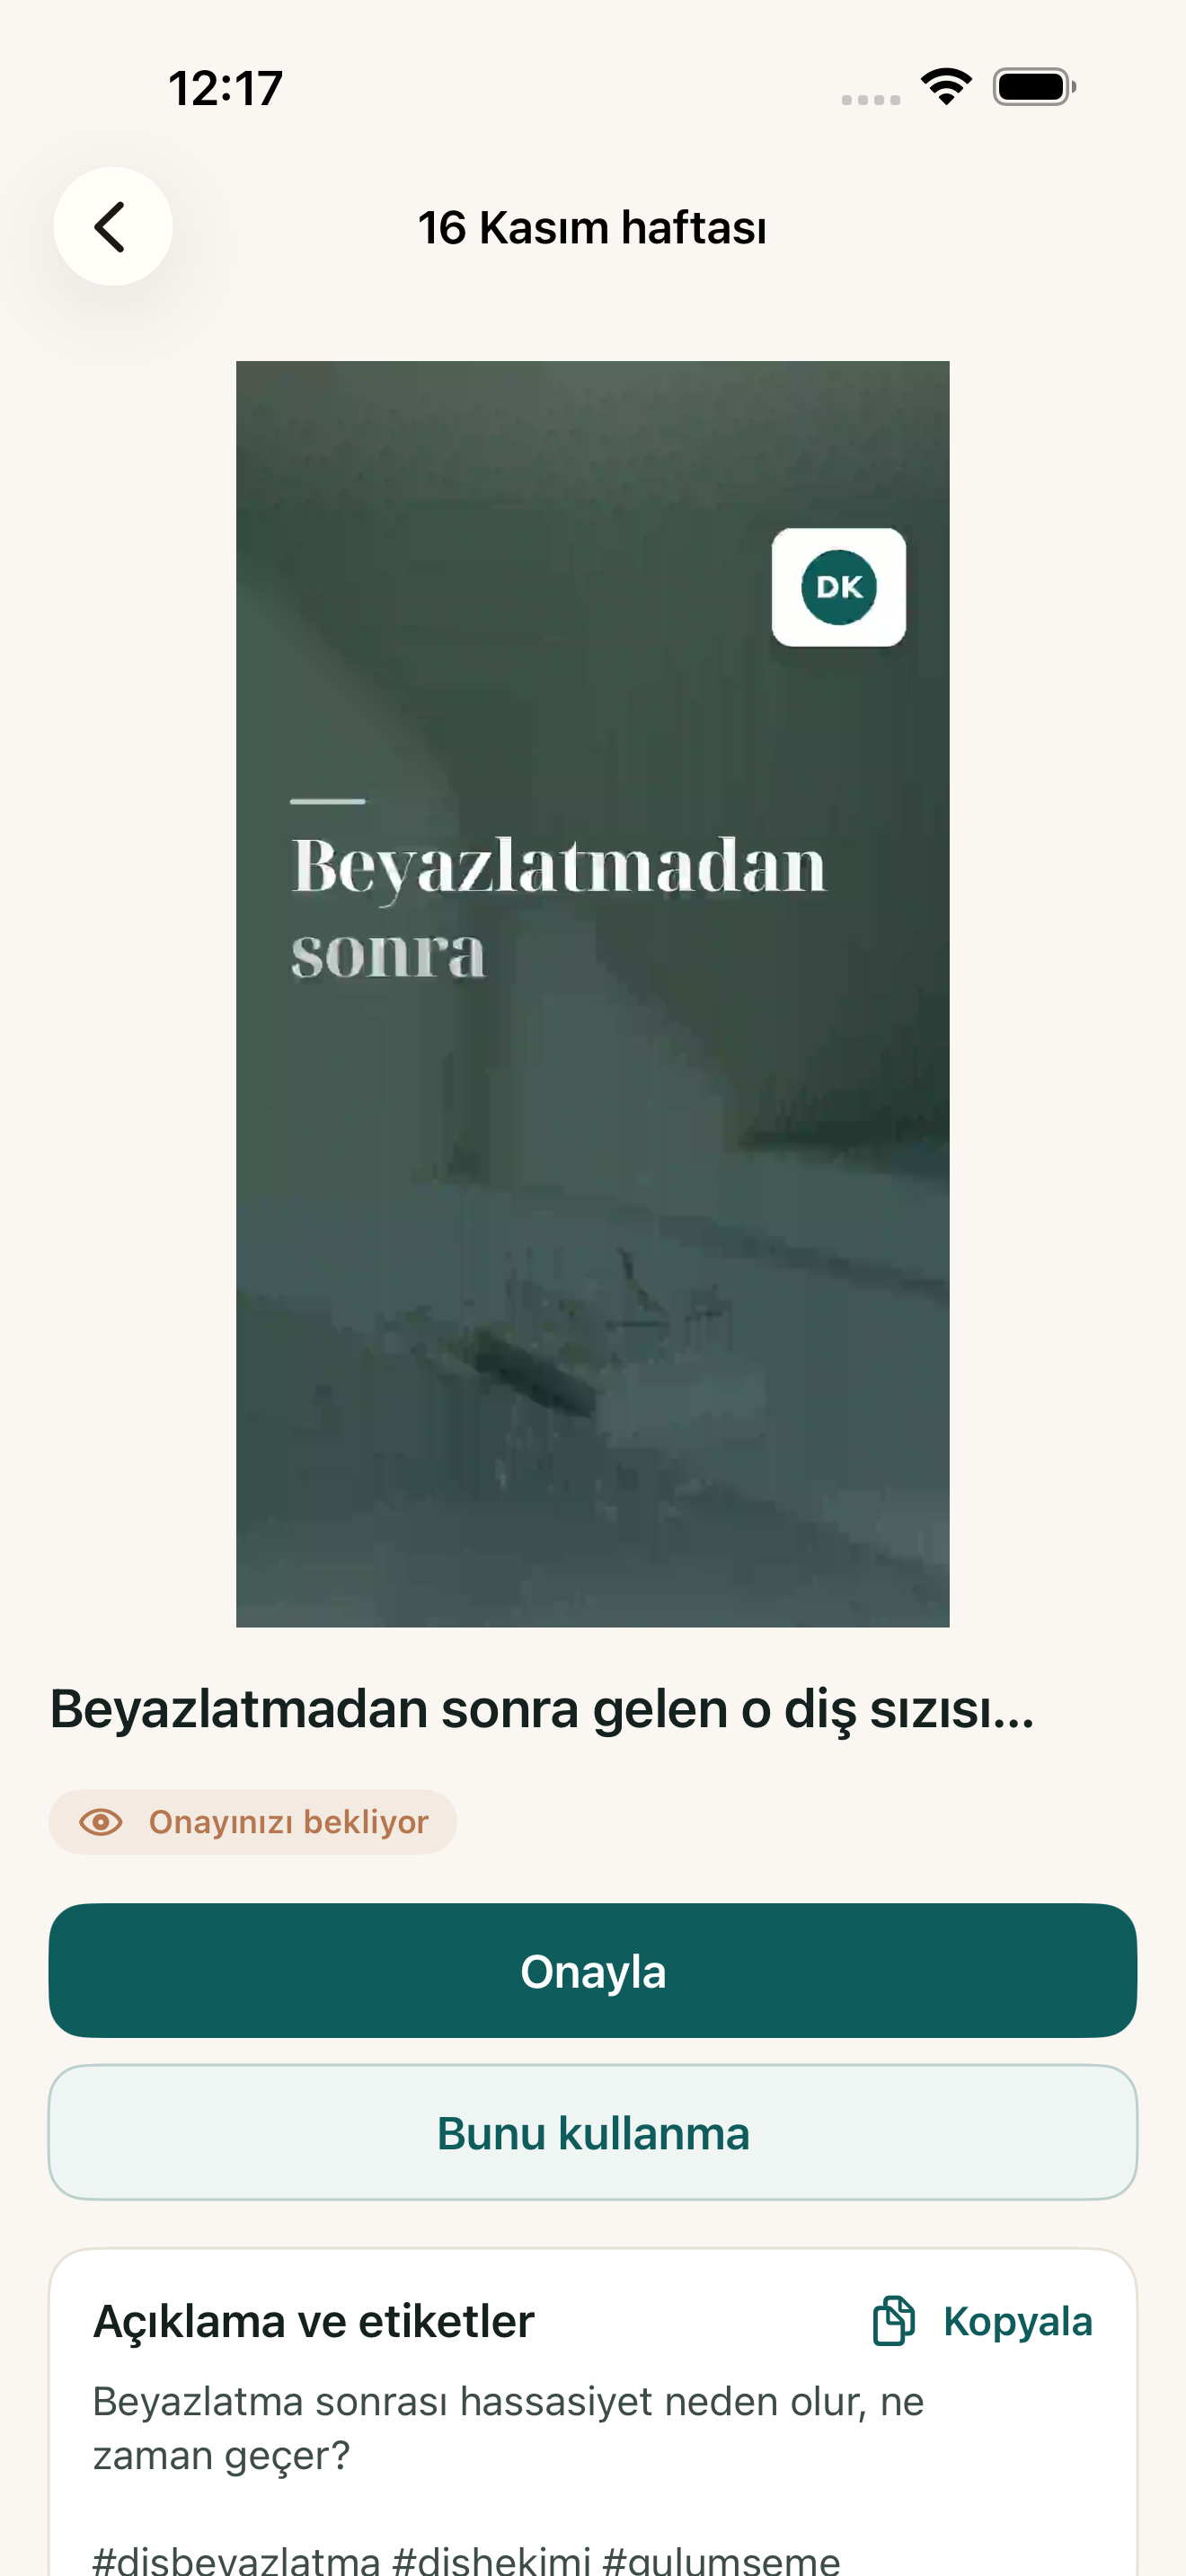 12:17
16 Kasım haftası
DK
Beyazlatmadan
sonra
Beyazlatmadan sonra gelen o diş sızısı...
Onayınızı bekliyor
Onayla
Bunu kullanma
Açıklama ve etiketler
Kopyala
Beyazlatma sonrası hassasiyet neden olur, ne
zaman geçer?
#disbeyazlatma #dishekimi #gulumseme